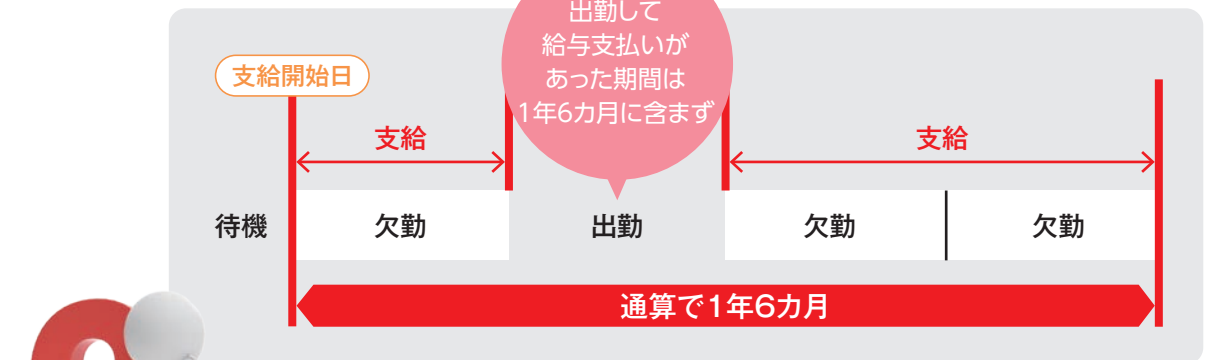 出勤して
給与支払いが
あった期間は
1年6カ月に含まず
支給開始日
支給
支給
待機
欠勤
出勤
欠勤
欠勤
通算で1年6カ月